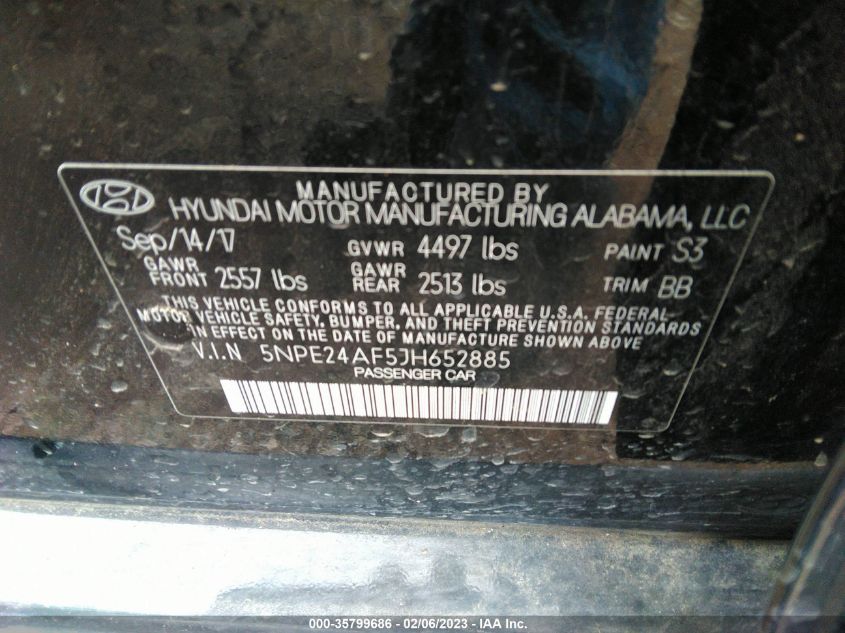 MANUFACTURED BY
HYUNDAI MOTOR MANUFACTURING ALABAMA, LLC
Sep/14/17 GVWR 4497 lbs PAINT S3
GAWR FRONT 2557 lbs GAWR REAR 2513 lbs TRIM BB
THIS VEHICLE CONFORMS TO ALL APPLICABLE U.S.A. FEDERAL
MOTOR VEHICLE SAFETY, BUMPER, AND THEFT PREVENTION STANDARDS
IN EFFECT ON THE DATE OF MANUFACTURE SHOWN ABOVE
V.I.N 5NPE24AF5JH652885
PASSENGER CAR
000-35799686 - 02/06/2023 - IAA Inc.